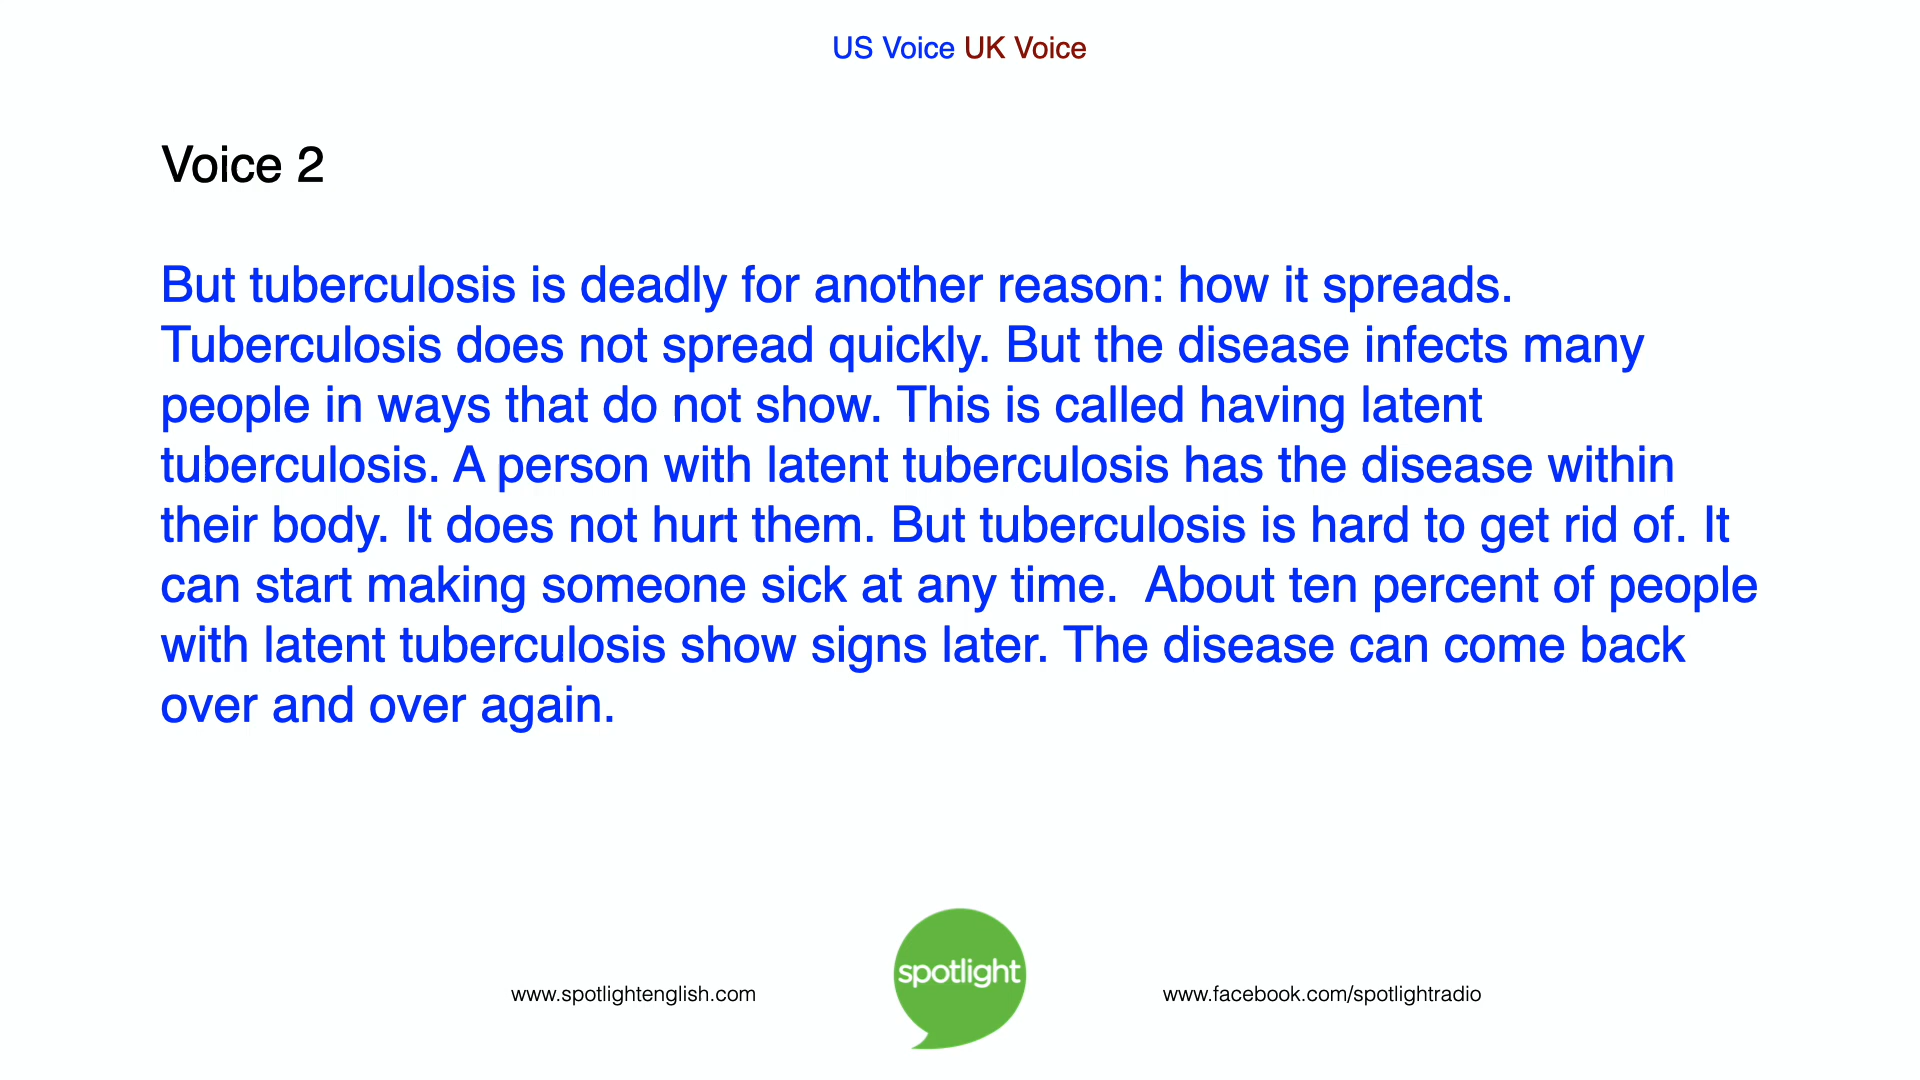 US Voice UK Voice
Voice 2
But tuberculosis is deadly for another reason: how it spreads.
Tuberculosis does not spread quickly. But the disease infects many
people in ways that do not show. This is called having latent
tuberculosis. A person with latent tuberculosis has the disease within
their body. It does not hurt them. But tuberculosis is hard to get rid of. It
can start making someone sick at any time.  About ten percent of people
with latent tuberculosis show signs later. The disease can come back
over and over again.
spotlight
www.spotlightenglish.com
www.facebook.com/spotlightradio